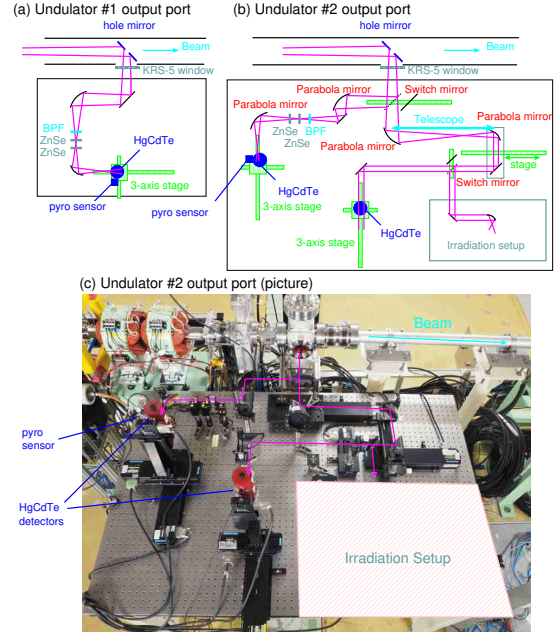 (a) Undulator #1 output port
hole mirror
Beam
KRS-5 window
BPF
ZnSe
ZnSe
HgCdTe
3-axis stage
pyro sensor
(b) Undulator #2 output port
hole mirror
Beam
KRS-5 window
Switch mirror
Parabola mirror
Parabola mirror
Parabola mirror
Telescope
ZnSe
ZnSe
BPF
Parabola mirror
stage
HgCdTe
Switch mirror
3-axis stage
pyro sensor
HgCdTe
3-axis stage
Irradiation setup
(c) Undulator #2 output port (picture)
Beam
pyro
sensor
HgCdTe
detectors
Irradiation Setup